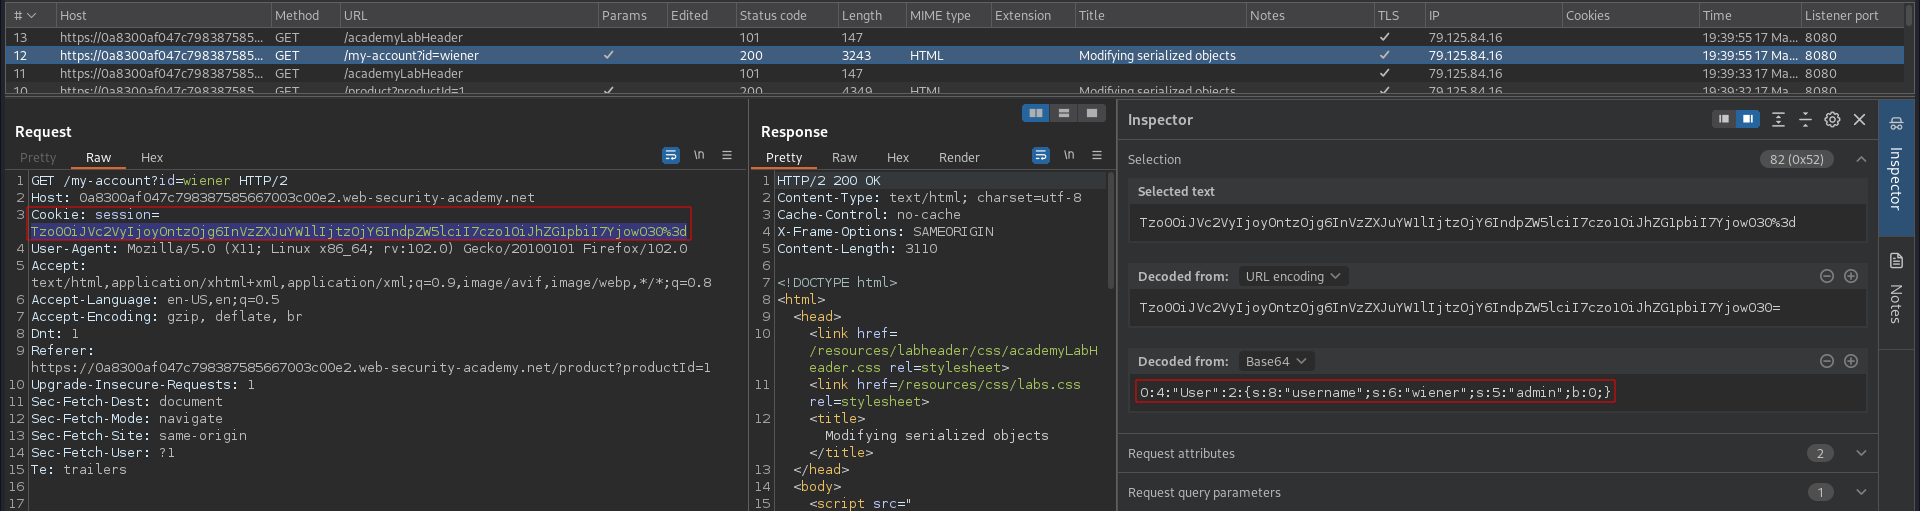 # Host Method URL Params Edited Status code Length MIME type Extension Title Notes TLS IP Cookies Time Listener port
13 https://0a8300af047c798387585... GET /academyLabHeader 101 147 ✓ 79.125.84.16 19:39:55 17 Ma... 8080
12 https://0a8300af047c798387585... GET /my-account?id=wiener ✓ 200 3243 HTML Modifying serialized objects ✓ 79.125.84.16 19:39:55 17 Ma... 8080
11 https://0a8300af047c798387585... GET /academyLabHeader 101 147 ✓ 79.125.84.16 19:39:33 17 Ma... 8080
10 https://0a8300af047c798387585... GET /product?productId=1 ✓ 200 4349 HTML Modifying serialized objects ✓ 79.125.84.16 19:39:32 17 Ma... 8080
Request
Pretty Raw Hex
\n
1 GET /my-account?id=wiener HTTP/2
2 Host: 0a8300af047c798387585667003c00e2.web-security-academy.net
3 Cookie: session=
Tzo0OiJVc2VyIjoyOntzOjg6InVzZXJuYW1lIjtzOjY6IndpZW5lciI7czo1OiJhZG1pbiI7YjowO30%3d
4 User-Agent: Mozilla/5.0 (X11; Linux x86_64; rv:102.0) Gecko/20100101 Firefox/102.0
5 Accept:
text/html,application/xhtml+xml,application/xml;q=0.9,image/avif,image/webp,*/*;q=0.8
6 Accept-Language: en-US,en;q=0.5
7 Accept-Encoding: gzip, deflate, br
8 Dnt: 1
9 Referer:
https://0a8300af047c798387585667003c00e2.web-security-academy.net/product?productId=1
10 Upgrade-Insecure-Requests: 1
11 Sec-Fetch-Dest: document
12 Sec-Fetch-Mode: navigate
13 Sec-Fetch-Site: same-origin
14 Sec-Fetch-User: ?1
15 Te: trailers
16
17
Response
Pretty Raw Hex Render
\n
1 HTTP/2 200 OK
2 Content-Type: text/html; charset=utf-8
3 Cache-Control: no-cache
4 X-Frame-Options: SAMEORIGIN
5 Content-Length: 3110
6
7 <!DOCTYPE html>
8 <html>
9 <head>
10 <link href=
/resources/labheader/css/academyLabH
eader.css rel=stylesheet>
11 <link href=/resources/css/labs.css
rel=stylesheet>
12 <title>
Modifying serialized objects
</title>
13 </head>
14 <body>
15 <script src="
Inspector
Selection 82 (0x52)
Selected text
Tzo0OiJVc2VyIjoyOntzOjg6InVzZXJuYW1lIjtzOjY6IndpZW5lciI7czo1OiJhZG1pbiI7YjowO30%3d
Decoded from: URL encoding
Tzo0OiJVc2VyIjoyOntzOjg6InVzZXJuYW1lIjtzOjY6IndpZW5lciI7czo1OiJhZG1pbiI7YjowO30=
Decoded from: Base64
O:4:"User":2:{s:8:"username";s:6:"wiener";s:5:"admin";b:0;}
Request attributes 2
Request query parameters 1
Inspector
Notes